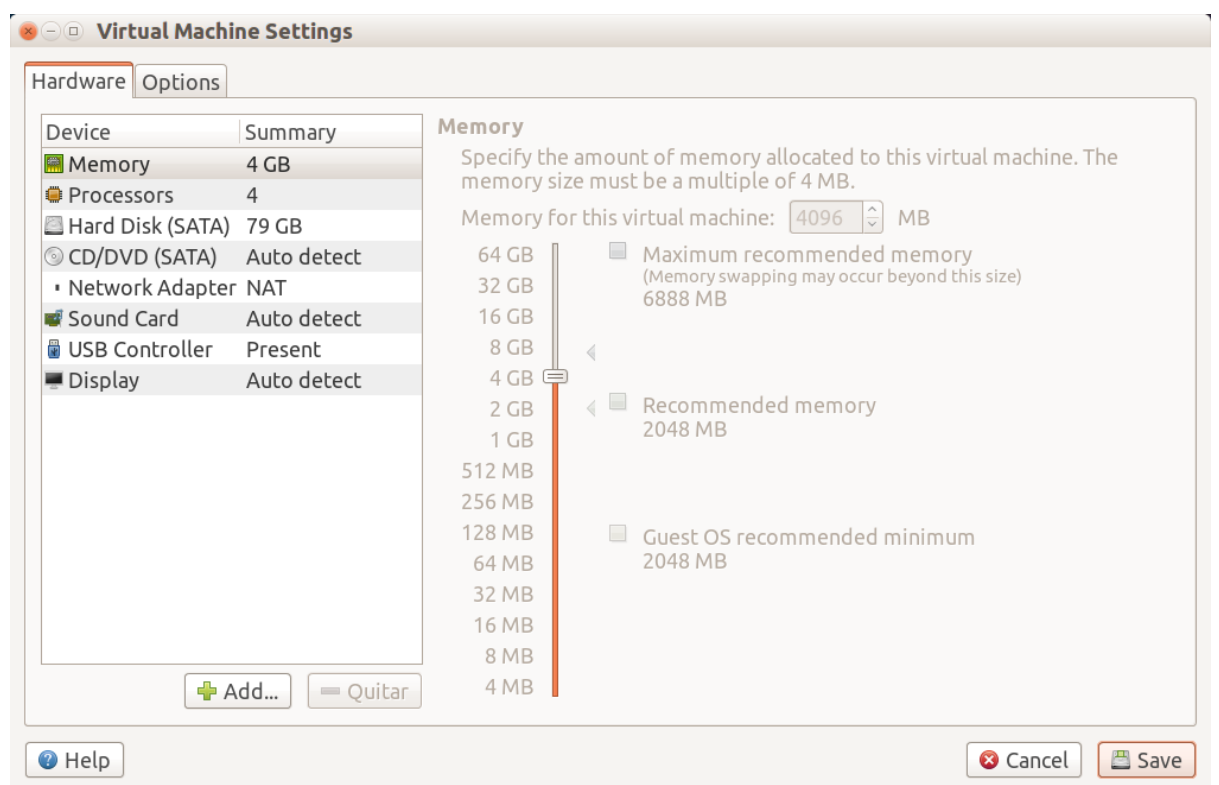 Virtual Machine Settings
Hardware Options
Device Summary
Memory 4 GB
Processors 4
Hard Disk (SATA) 79 GB
CD/DVD (SATA) Auto detect
Network Adapter NAT
Sound Card Auto detect
USB Controller Present
Display Auto detect
Add...
Quitar
Memory
Specify the amount of memory allocated to this virtual machine. The
memory size must be a multiple of 4 MB.
Memory for this virtual machine: 4096 MB
64 GB
32 GB
16 GB
8 GB
4 GB
2 GB
1 GB
512 MB
256 MB
128 MB
64 MB
32 MB
16 MB
8 MB
4 MB
Maximum recommended memory
(Memory swapping may occur beyond this size)
6888 MB
Recommended memory
2048 MB
Guest OS recommended minimum
2048 MB
Help
Cancel
Save